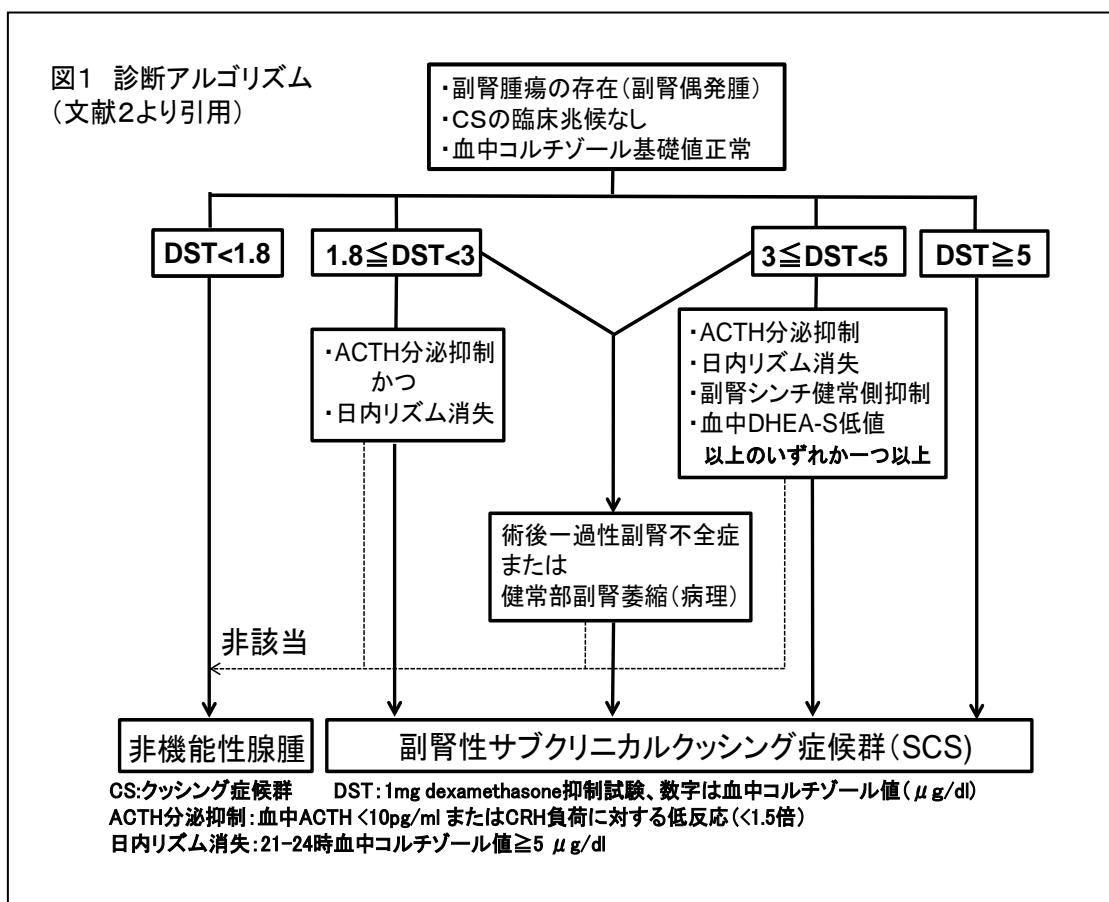 図1 診断アルゴリズム
(文献2より引用)
・副腎腫瘍の存在(副腎偶発腫)
・CSの臨床兆候なし
・血中コルチゾール基礎値正常
DST<1.8
1.8≦DST<3
3≦DST<5
DST≧5
・ACTH分泌抑制
かつ
・日内リズム消失
・ACTH分泌抑制
・日内リズム消失
・副腎シンチ健常側抑制
・血中DHEA-S低値
以上のいずれか一つ以上
術後一過性副腎不全症
または
健常部副腎萎縮(病理)
非該当
非機能性腺腫
副腎性サブクリニカルクッシング症候群(SCS)
CS:クッシング症候群 DST:1mg dexamethasone抑制試験、数字は血中コルチゾール値(μg/dl)
ACTH分泌抑制:血中ACTH <10pg/ml またはCRH負荷に対する低反応(<1.5倍)
日内リズム消失:21-24時血中コルチゾール値≧5 μg/dl